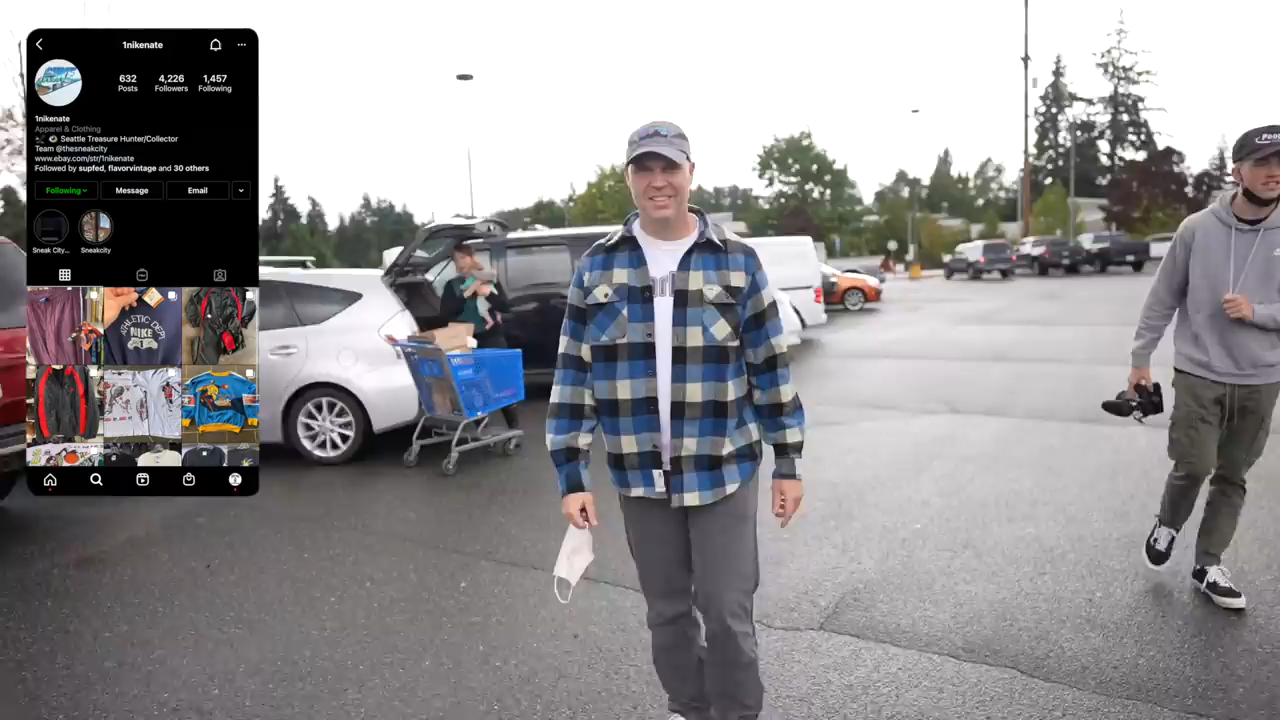 1nikenate
632
4,226
1,457
Posts
Followers
Following
1nikenate
Apparel & Clothing
Seattle Treasure Hunter/Collector
Team @thesneakcity
www.ebay.com/str/1nikenate
Followed by supfed, flavorvintage and 30 others
Following
Message
Email
Sneak City...
Sneakcity
ATHLETIC DEPT
NIKE